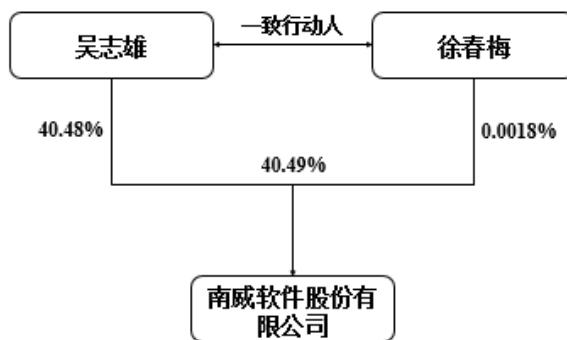 吴志雄
一致行动人
徐春梅
40.48%
0.0018%
40.49%
南威软件股份有
限公司